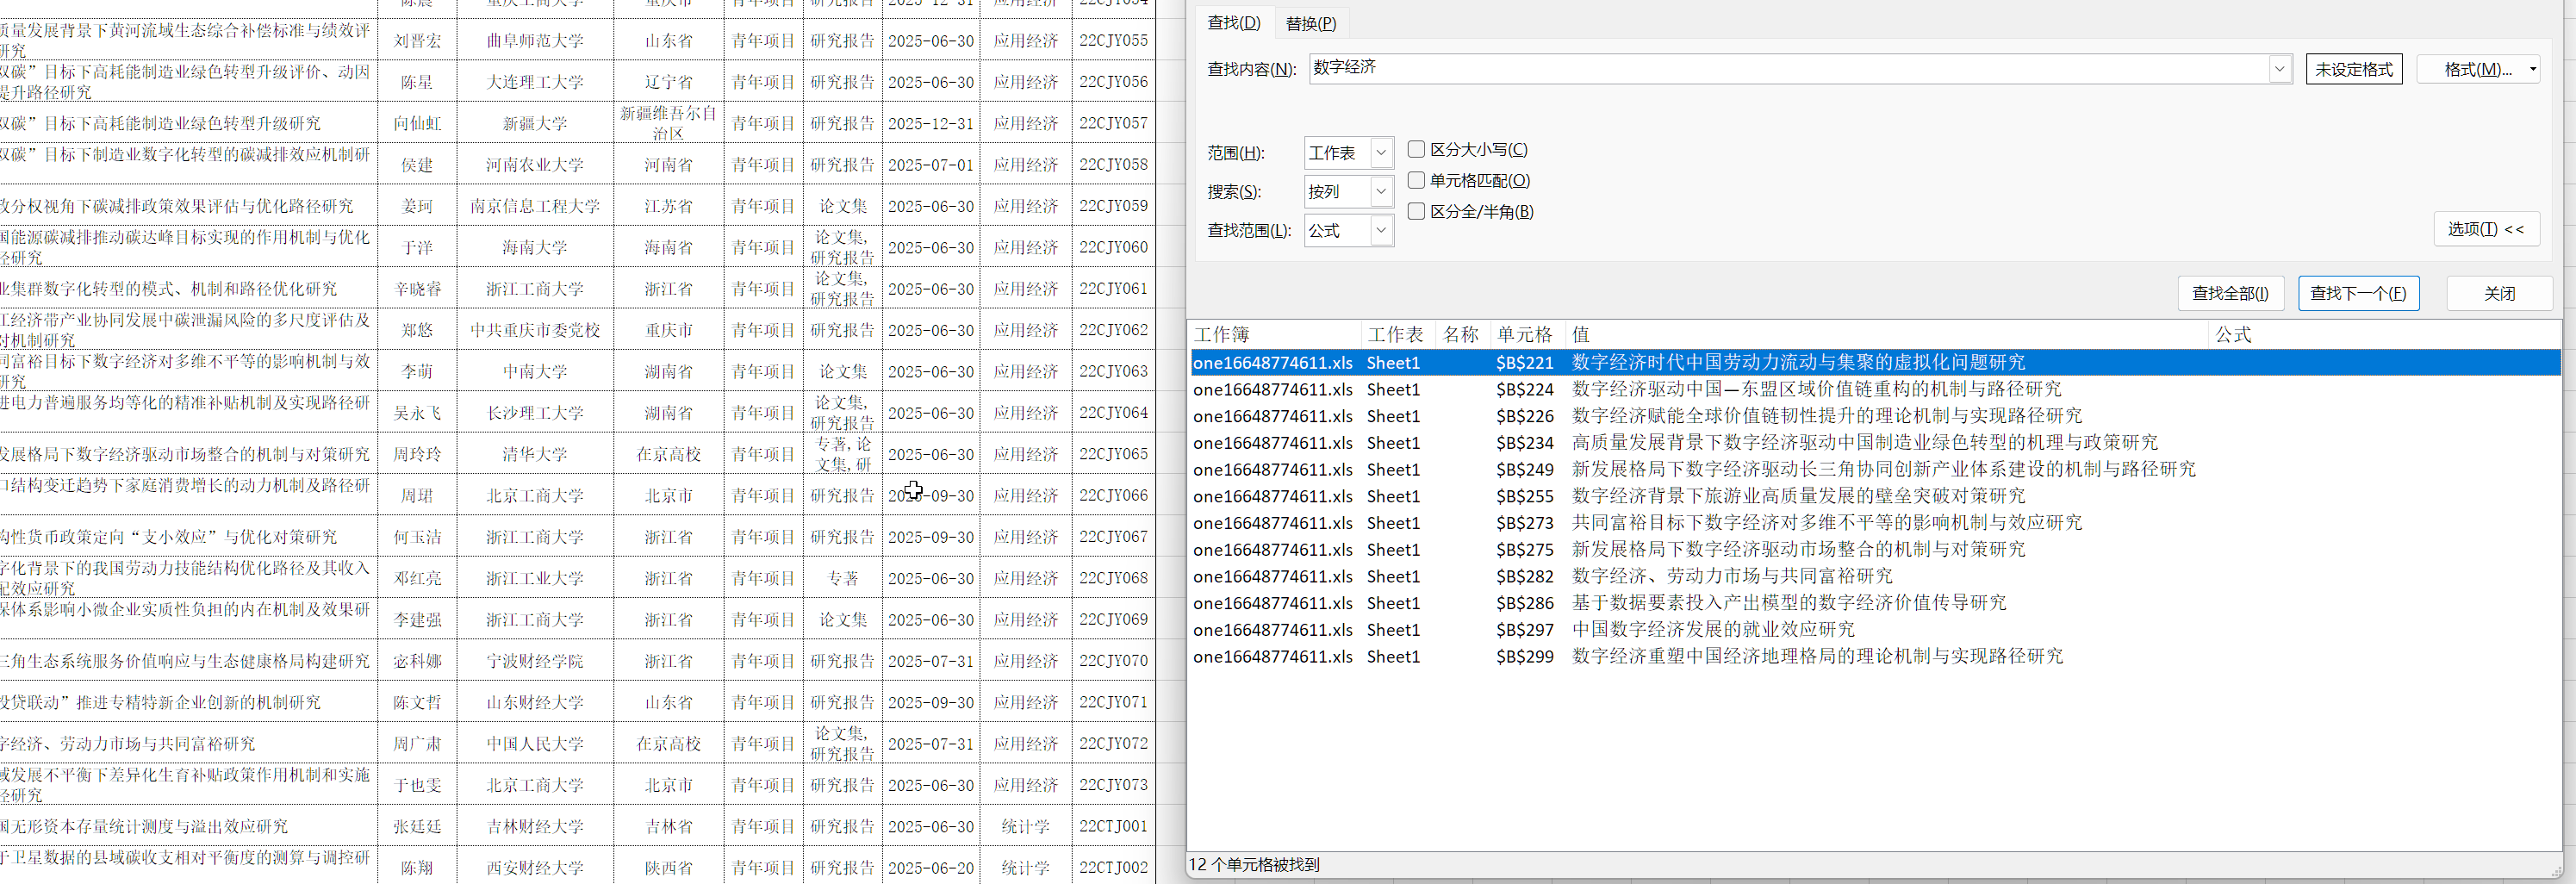 陈晨 重庆工商大学 重庆市 青年项目 研究报告 2025-12-31 应用经济 22CJY054
质量发展背景下黄河流域生态综合补偿标准与绩效评
研究 刘晋宏 曲阜师范大学 山东省 青年项目 研究报告 2025-06-30 应用经济 22CJY055
双碳”目标下高耗能制造业绿色转型升级评价、动因
提升路径研究 陈星 大连理工大学 辽宁省 青年项目 研究报告 2025-06-30 应用经济 22CJY056
双碳”目标下高耗能制造业绿色转型升级研究 向仙虹 新疆大学 新疆维吾尔自
治区 青年项目 研究报告 2025-12-31 应用经济 22CJY057
双碳”目标下制造业数字化转型的碳减排效应机制研 侯建 河南农业大学 河南省 青年项目 研究报告 2025-07-01 应用经济 22CJY058
政分权视角下碳减排政策效果评估与优化路径研究 姜珂 南京信息工程大学 江苏省 青年项目 论文集 2025-06-30 应用经济 22CJY059
国能源碳减排推动碳达峰目标实现的作用机制与优化
径研究 于洋 海南大学 海南省 青年项目 论文集,
研究报告 2025-06-30 应用经济 22CJY060
业集群数字化转型的模式、机制和路径优化研究 辛晓睿 浙江工商大学 浙江省 青年项目 论文集,
研究报告 2025-06-30 应用经济 22CJY061
江经济带产业协同发展中碳泄漏风险的多尺度评估及
对机制研究 郑悠 中共重庆市委党校 重庆市 青年项目 研究报告 2025-06-30 应用经济 22CJY062
同富裕目标下数字经济对多维不平等的影响机制与效
研究 李萌 中南大学 湖南省 青年项目 论文集 2025-06-30 应用经济 22CJY063
进电力普遍服务均等化的精准补贴机制及实现路径研 吴永飞 长沙理工大学 湖南省 青年项目 论文集,
研究报告 2025-06-30 应用经济 22CJY064
发展格局下数字经济驱动市场整合的机制与对策研究 周玲玲 清华大学 在京高校 青年项目 专著,论
文集,研 2025-06-30 应用经济 22CJY065
口结构变迁趋势下家庭消费增长的动力机制及路径研 周珺 北京工商大学 北京市 青年项目 研究报告 2025-09-30 应用经济 22CJY066
构性货币政策定向“支小效应”与优化对策研究 何玉洁 浙江工商大学 浙江省 青年项目 研究报告 2025-09-30 应用经济 22CJY067
字化背景下的我国劳动力技能结构优化路径及其收入
配效应研究 邓红亮 浙江工业大学 浙江省 青年项目 专著 2025-06-30 应用经济 22CJY068
保体系影响小微企业实质性负担的内在机制及效果研 李建强 浙江工商大学 浙江省 青年项目 论文集 2025-06-30 应用经济 22CJY069
三角生态系统服务价值响应与生态健康格局构建研究 宓科娜 宁波财经学院 浙江省 青年项目 研究报告 2025-07-31 应用经济 22CJY070
投贷联动”推进专精特新企业创新的机制研究 陈文哲 山东财经大学 山东省 青年项目 研究报告 2025-09-30 应用经济 22CJY071
字经济、劳动力市场与共同富裕研究 周广肃 中国人民大学 在京高校 青年项目 论文集,
研究报告 2025-07-31 应用经济 22CJY072
域发展不平衡下差异化生育补贴政策作用机制和实施
径研究 于也雯 北京工商大学 北京市 青年项目 研究报告 2025-06-30 应用经济 22CJY073
国无形资本存量统计测度与溢出效应研究 张廷廷 吉林财经大学 吉林省 青年项目 研究报告 2025-06-30 统计学 22CTJ001
于卫星数据的县域碳收支相对平衡度的测算与调控研 陈翔 西安财经大学 陕西省 青年项目 研究报告 2025-06-20 统计学 22CTJ002
查找(D) 替换(P)
查找内容(N): 数字经济 未设定格式 格式(M)...
范围(H): 工作表 区分大小写(C)
单元格匹配(O)
搜索(S): 按列
区分全/半角(B)
查找范围(L): 公式
选项(T) <<
查找全部(I) 查找下一个(F) 关闭
工作簿 工作表 名称 单元格 值 公式
one16648774611.xls Sheet1 $B$221 数字经济时代中国劳动力流动与集聚的虚拟化问题研究
one16648774611.xls Sheet1 $B$224 数字经济驱动中国—东盟区域价值链重构的机制与路径研究
one16648774611.xls Sheet1 $B$226 数字经济赋能全球价值链韧性提升的理论机制与实现路径研究
one16648774611.xls Sheet1 $B$234 高质量发展背景下数字经济驱动中国制造业绿色转型的机理与政策研究
one16648774611.xls Sheet1 $B$249 新发展格局下数字经济驱动长三角协同创新产业体系建设的机制与路径研究
one16648774611.xls Sheet1 $B$255 数字经济背景下旅游业高质量发展的壁垒突破对策研究
one16648774611.xls Sheet1 $B$273 共同富裕目标下数字经济对多维不平等的影响机制与效应研究
one16648774611.xls Sheet1 $B$275 新发展格局下数字经济驱动市场整合的机制与对策研究
one16648774611.xls Sheet1 $B$282 数字经济、劳动力市场与共同富裕研究
one16648774611.xls Sheet1 $B$286 基于数据要素投入产出模型的数字经济价值传导研究
one16648774611.xls Sheet1 $B$297 中国数字经济发展的就业效应研究
one16648774611.xls Sheet1 $B$299 数字经济重塑中国经济地理格局的理论机制与实现路径研究
12 个单元格被找到